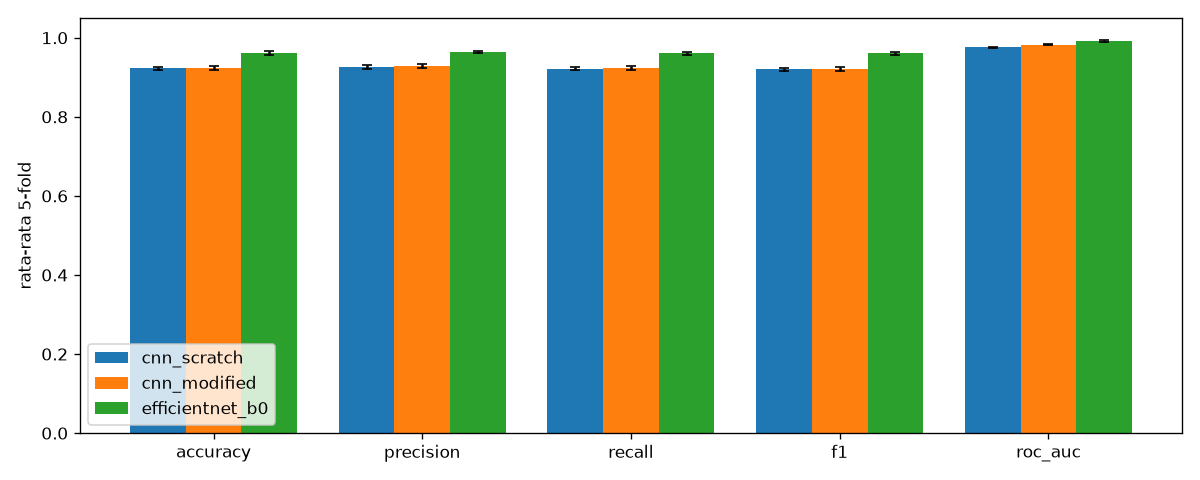 1.0
0.8
0.6
0.4
0.2
0.0
rata-rata 5-fold
cnn_scratch
cnn_modified
efficientnet_b0
accuracy precision recall f1 roc_auc